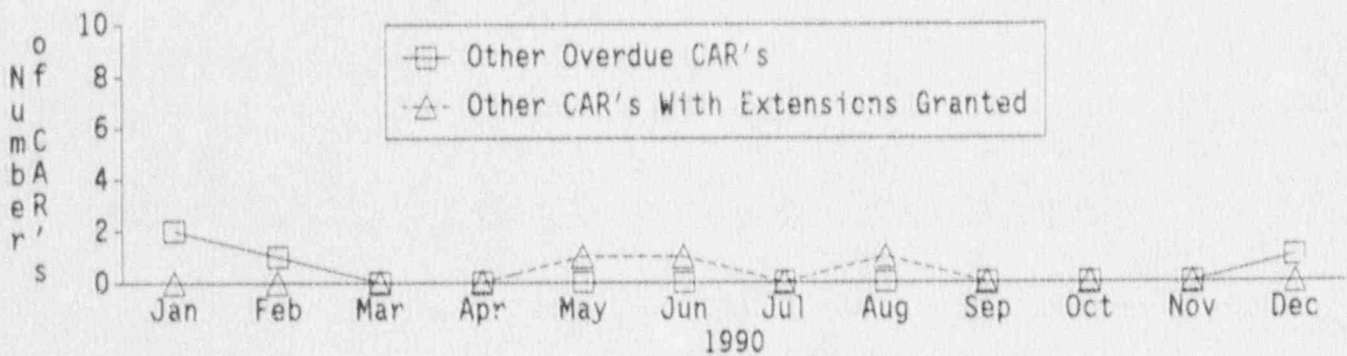 Number
of CAR's
10
8
6
4
2
0
Other Overdue CAR's
Other CAR's With Extensions Granted
Jan Feb Mar Apr May Jun Jul Aug Sep Oct Nov Dec
1990